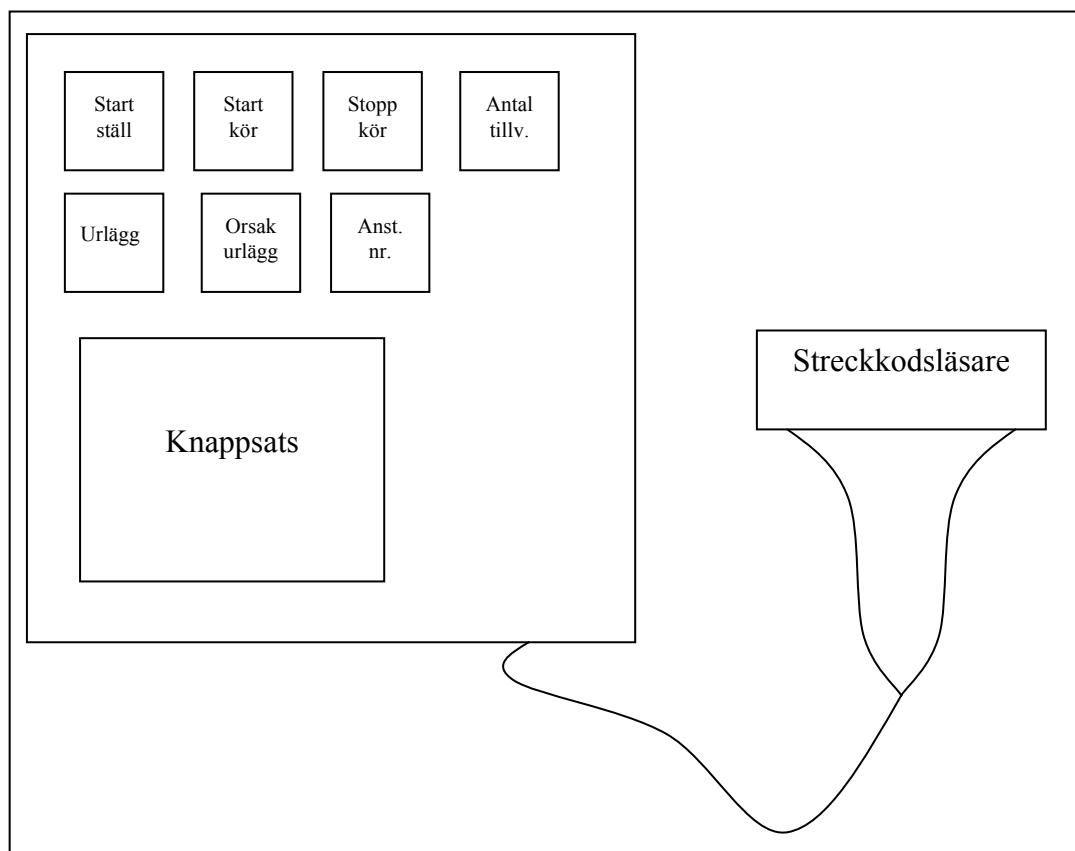 Start
ställ
Start
kör
Stopp
kör
Antal
tillv.
Urlägg
Orsak
urlägg
Anst.
nr.
Streckkodsläsare
Knappsats